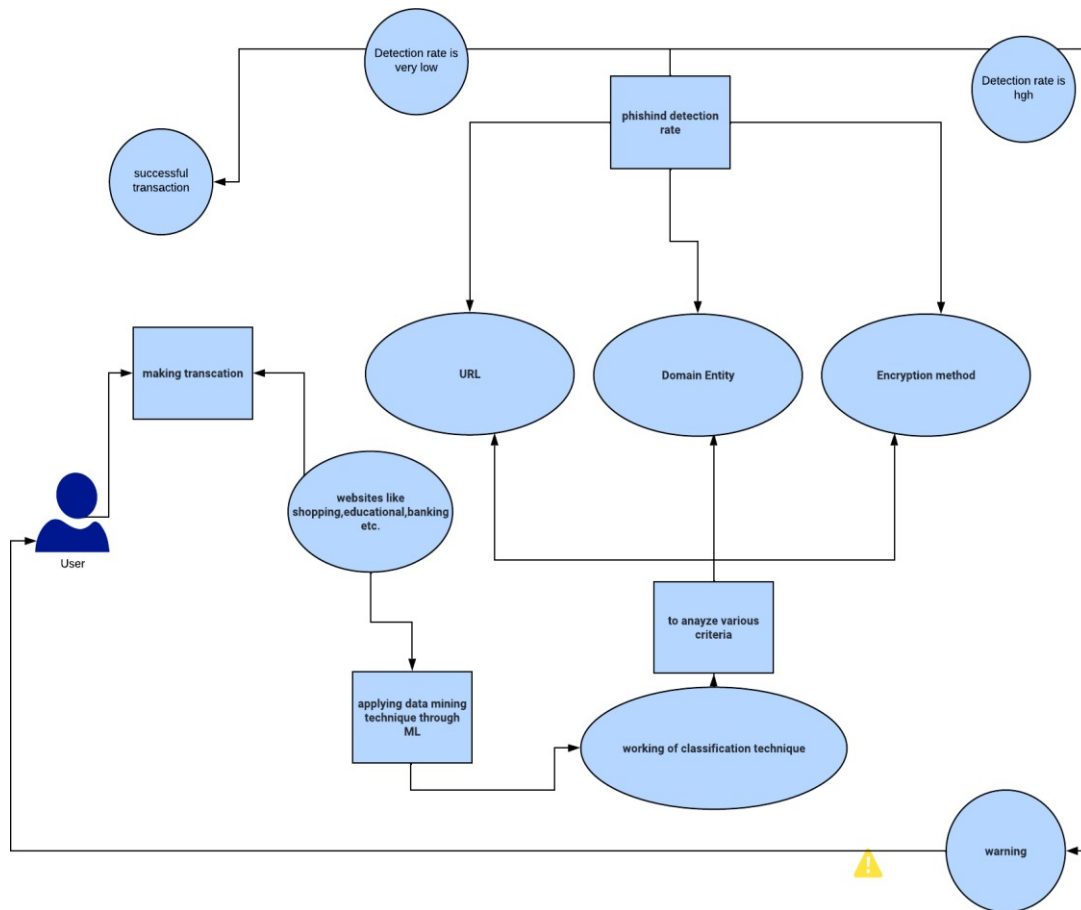 Detection rate is
very low
Detection rate is
hgh
phishind detection
rate
successful
transaction
making transcation
URL
Domain Entity
Encryption method
websites like
shopping,educational,banking
etc.
User
to anayze various
criteria
applying data mining
technique through
ML
working of classification technique
warning